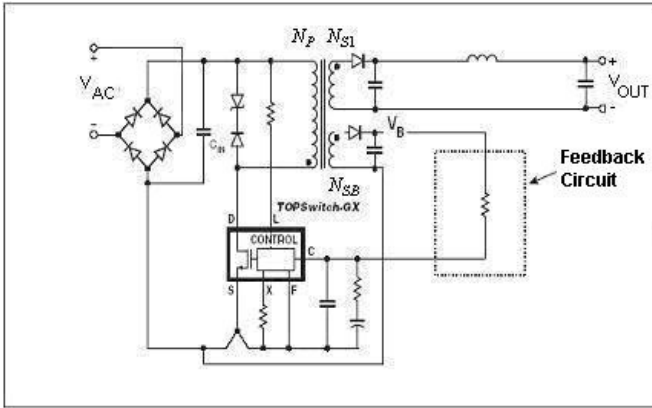 N_P N_S1
+
V_AC
−
C_IN
V_B
N_SB
+
V_OUT
-
Feedback
Circuit
TOPSwitch-GX
D L
CONTROL
C
S X F